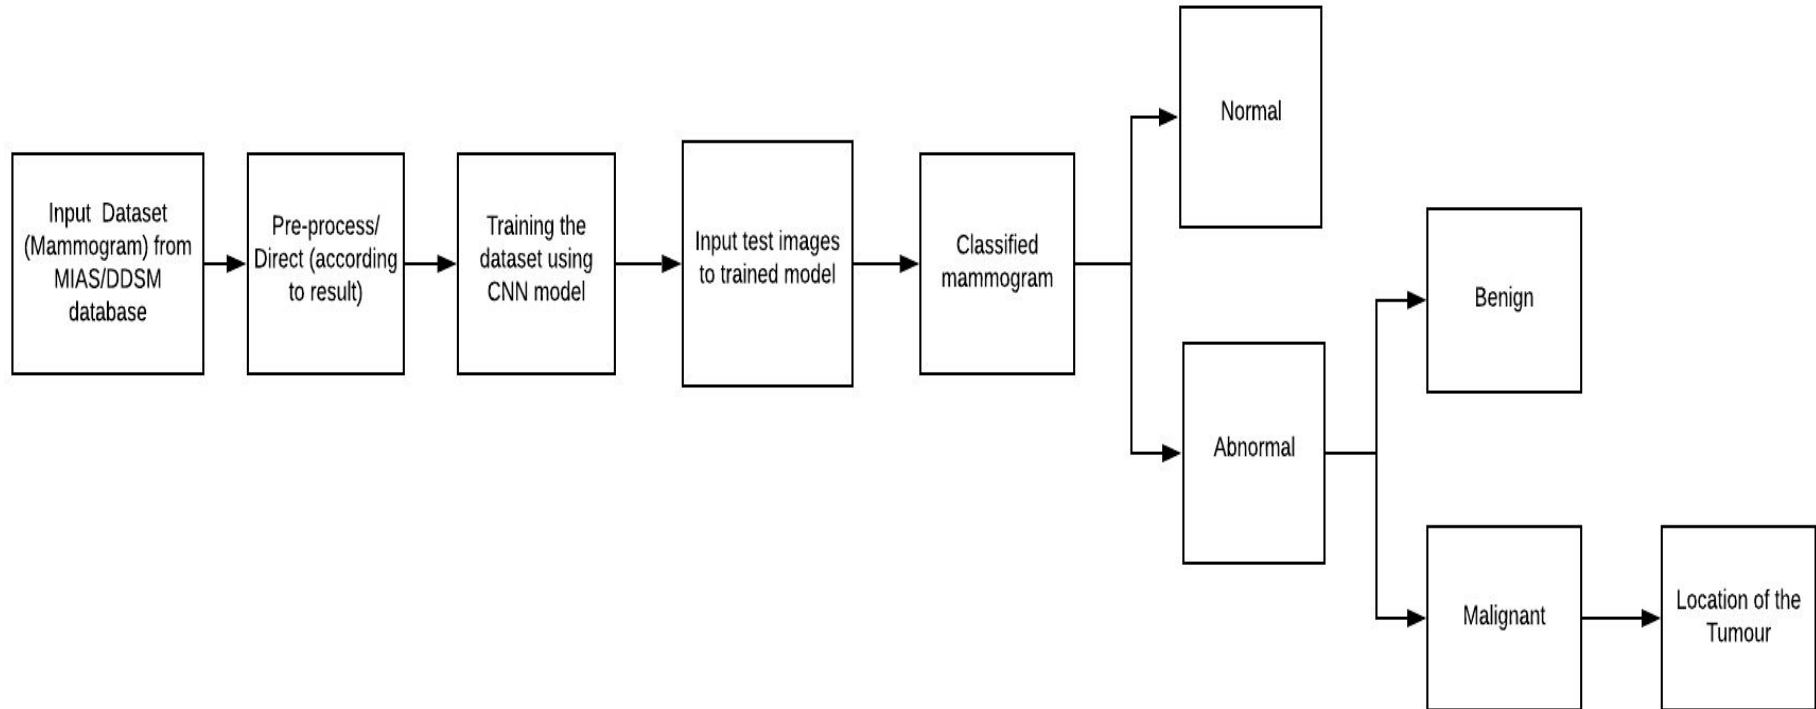 Input Dataset
(Mammogram) from
MIAS/DDSM
database
Pre-process/
Direct (according
to result)
Training the
dataset using
CNN model
Input test images
to trained model
Classified
mammogram
Normal
Abnormal
Benign
Malignant
Location of the
Tumour